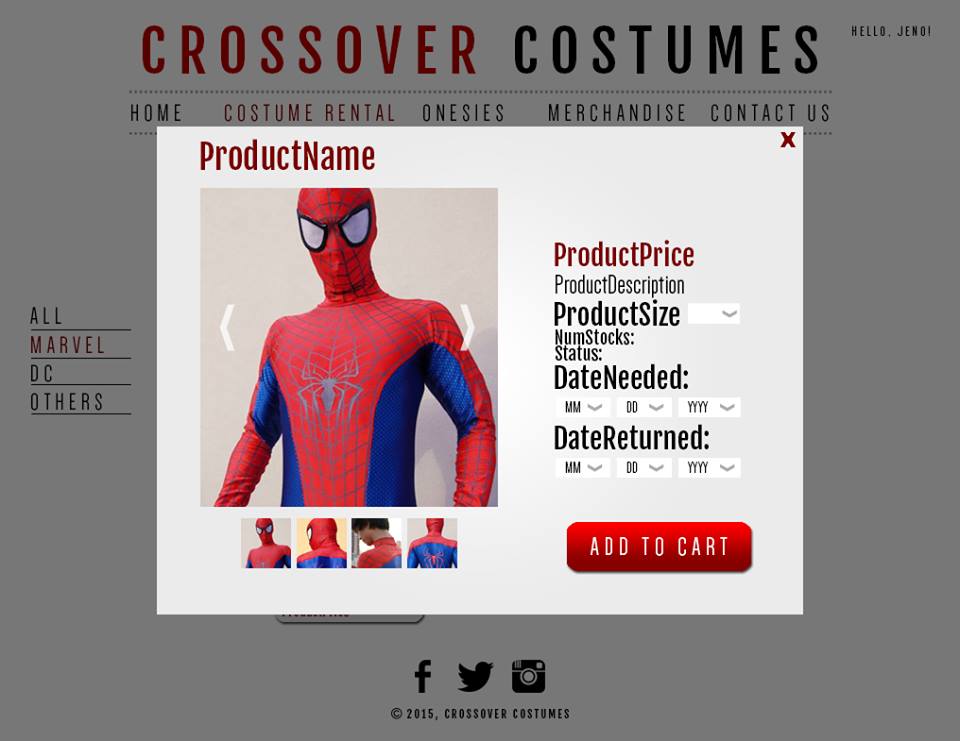 HELLO, JENO!
CROSSOVER COSTUMES
HOME COSTUME RENTAL ONESIES MERCHANDISE CONTACT US
X
ProductName
ALL
MARVEL
DC
OTHERS
ProductPrice
ProductDescription
ProductSize
NumStocks:
Status:
DateNeeded:
MM DD YYYY
DateReturned:
MM DD YYYY
ADD TO CART
© 2015, CROSSOVER COSTUMES